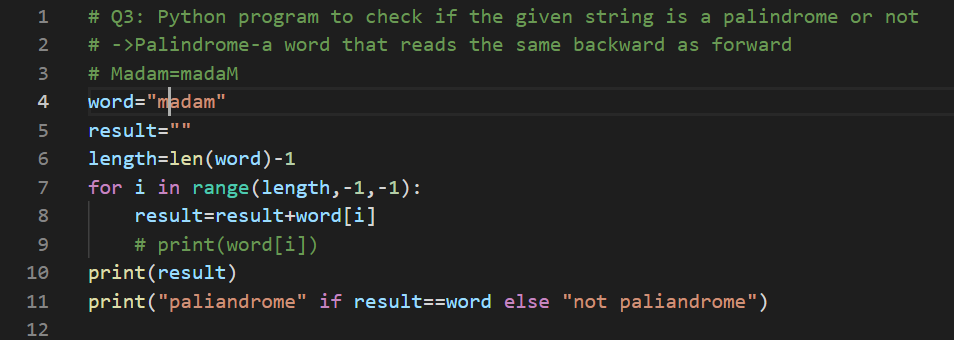 1 # Q3: Python program to check if the given string is a palindrome or not
2 # ->Palindrome-a word that reads the same backward as forward
3 # Madam=madaM
4 word="madam"
5 result=""
6 length=len(word)-1
7 for i in range(length,-1,-1):
8     result=result+word[i]
9     # print(word[i])
10 print(result)
11 print("paliandrome" if result==word else "not paliandrome")
12